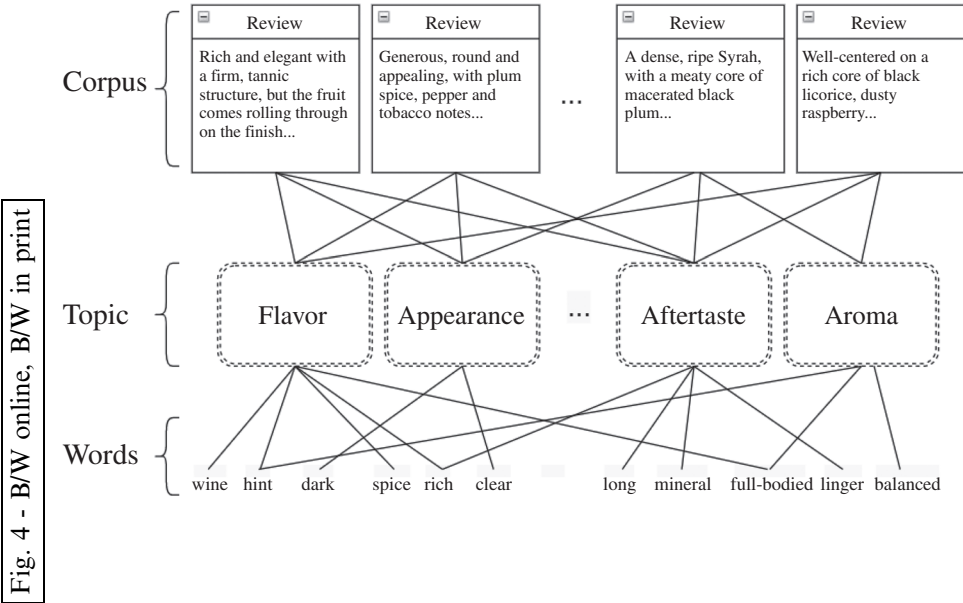 Fig. 4 - B/W online, B/W in print
Corpus
Review
Rich and elegant with
a firm, tannic
structure, but the fruit
comes rolling through
on the finish...
Review
Generous, round and
appealing, with plum
spice, pepper and
tobacco notes...
...
Review
A dense, ripe Syrah,
with a meaty core of
macerated black
plum...
Review
Well-centered on a
rich core of black
licorice, dusty
raspberry...
Topic
Flavor
Appearance
...
Aftertaste
Aroma
Words
wine hint dark spice rich clear long mineral full-bodied linger balanced